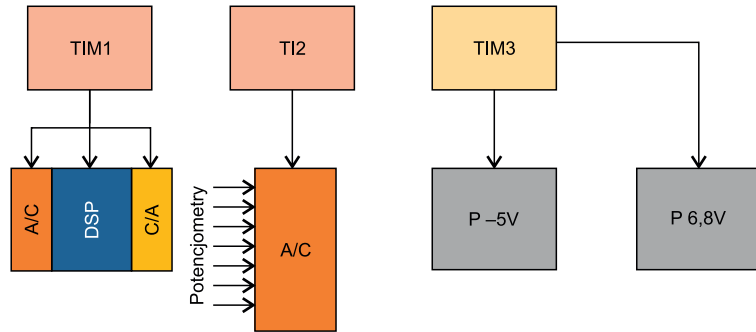 TIM1
TI2
TIM3
A/C
DSP
C/A
Potencjometry
A/C
P –5V
P 6,8V